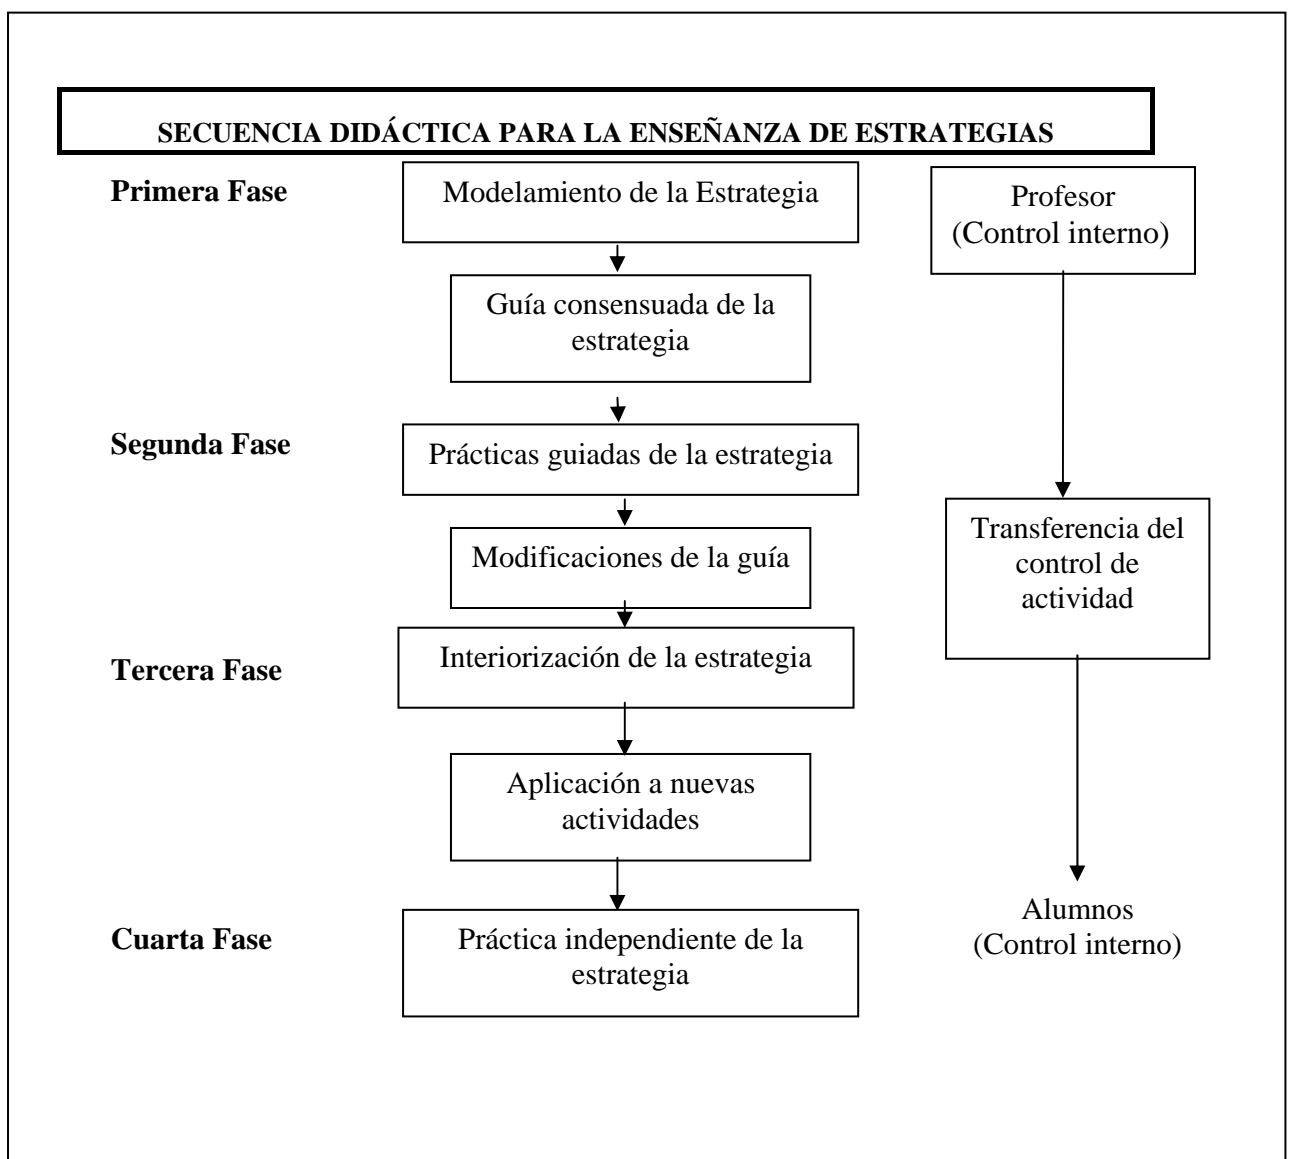 SECUENCIA DIDÁCTICA PARA LA ENSEÑANZA DE ESTRATEGIAS
Primera Fase
Modelamiento de la Estrategia
Profesor
(Control interno)
Guía consensuada de la
estrategia
Segunda Fase
Prácticas guiadas de la estrategia
Transferencia del
control de
actividad
Modificaciones de la guía
Tercera Fase
Interiorización de la estrategia
Aplicación a nuevas
actividades
Cuarta Fase
Práctica independiente de la
estrategia
Alumnos
(Control interno)